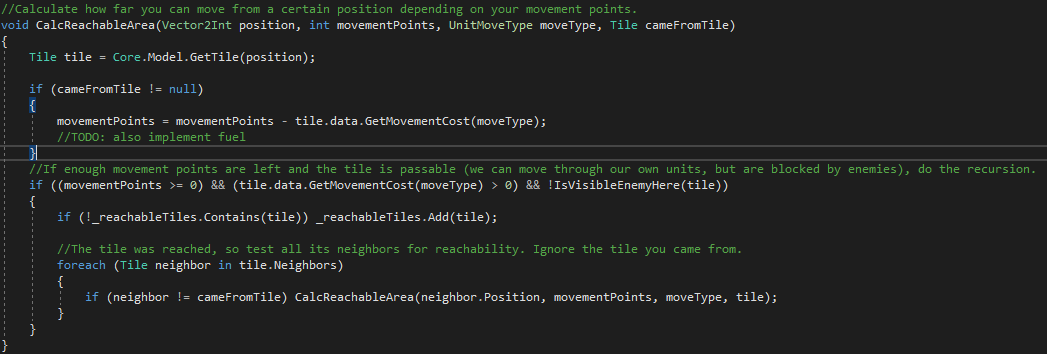 //Calculate how far you can move from a certain position depending on your movement points.
void CalcReachableArea(Vector2Int position, int movementPoints, UnitMoveType moveType, Tile cameFromTile)
{
Tile tile = Core.Model.GetTile(position);
if (cameFromTile != null)
{
movementPoints = movementPoints - tile.data.GetMovementCost(moveType);
//TODO: also implement fuel
}
//If enough movement points are left and the tile is passable (we can move through our own units, but are blocked by enemies), do the recursion.
if ((movementPoints >= 0) && (tile.data.GetMovementCost(moveType) > 0) && !IsVisibleEnemyHere(tile))
{
if (!_reachableTiles.Contains(tile)) _reachableTiles.Add(tile);
//The tile was reached, so test all its neighbors for reachability. Ignore the tile you came from.
foreach (Tile neighbor in tile.Neighbors)
{
if (neighbor != cameFromTile) CalcReachableArea(neighbor.Position, movementPoints, moveType, tile);
}
}
}